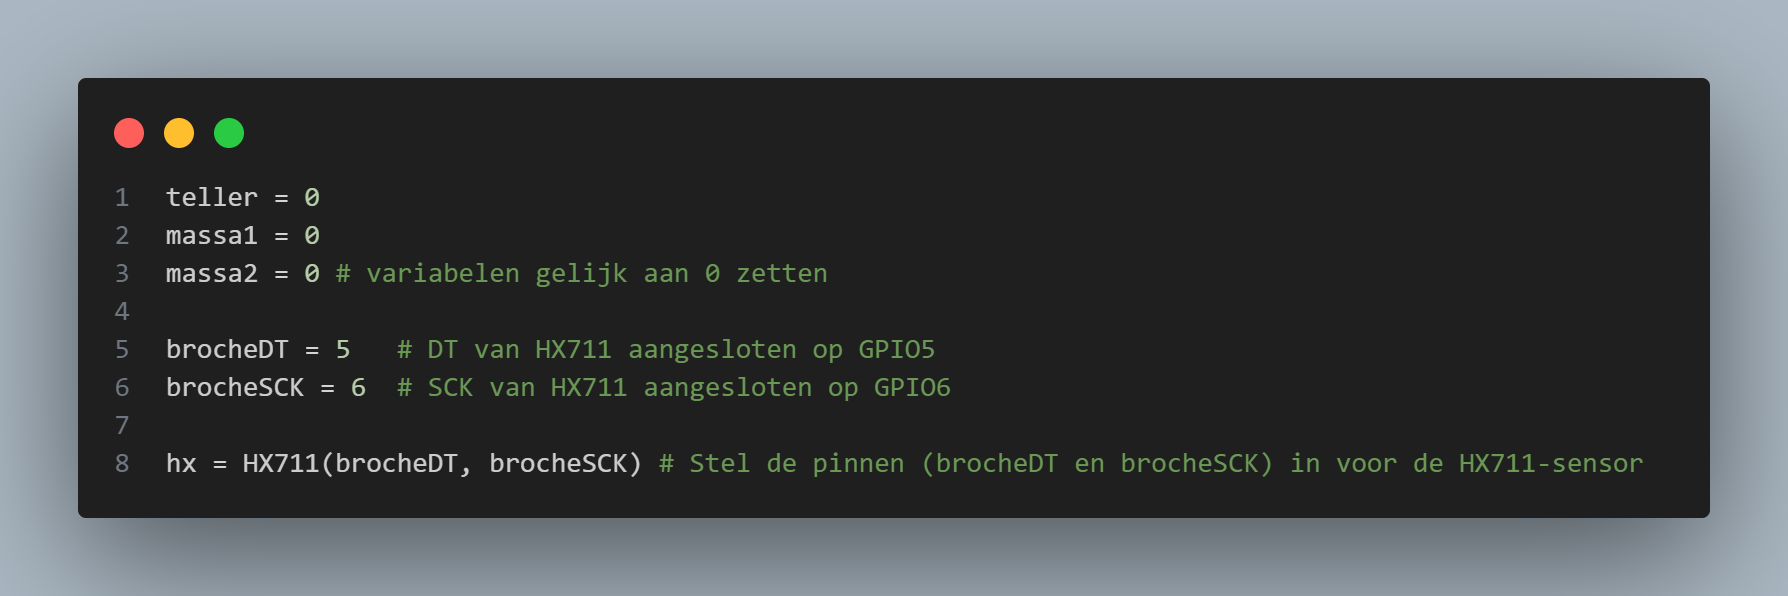 1 teller = 0
2 massa1 = 0
3 massa2 = 0 # variabelen gelijk aan 0 zetten
4
5 brocheDT = 5   # DT van HX711 aangesloten op GPIO5
6 brocheSCK = 6  # SCK van HX711 aangesloten op GPIO6
7
8 hx = HX711(brocheDT, brocheSCK) # Stel de pinnen (brocheDT en brocheSCK) in voor de HX711-sensor